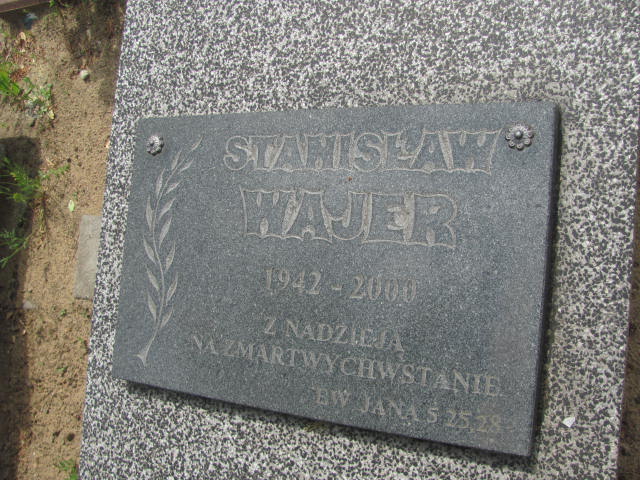 STANISŁAW
WAJER
1942 - 2000
Z NADZIEJĄ
NA ZMARTWYCHWSTANIE
EW JANA 5 25,28